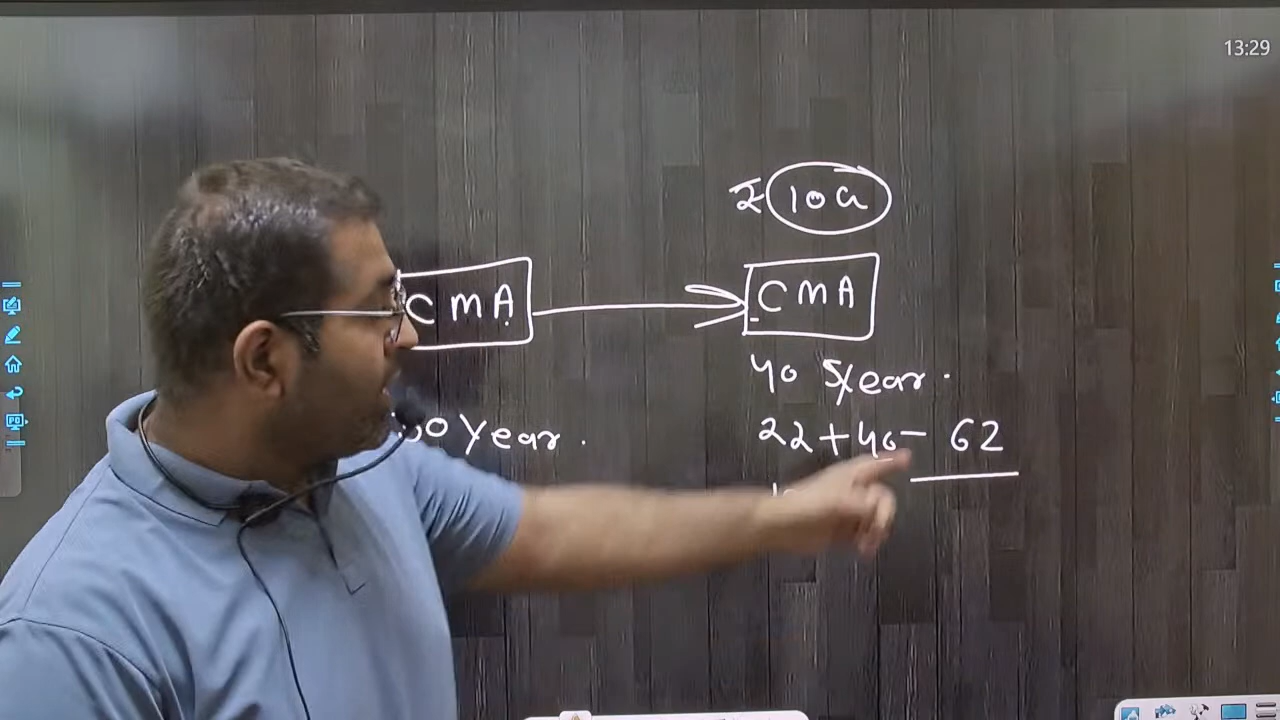 13:29
₹ 10a
CMA
CMA
40 year.
Year.
22+40- 62